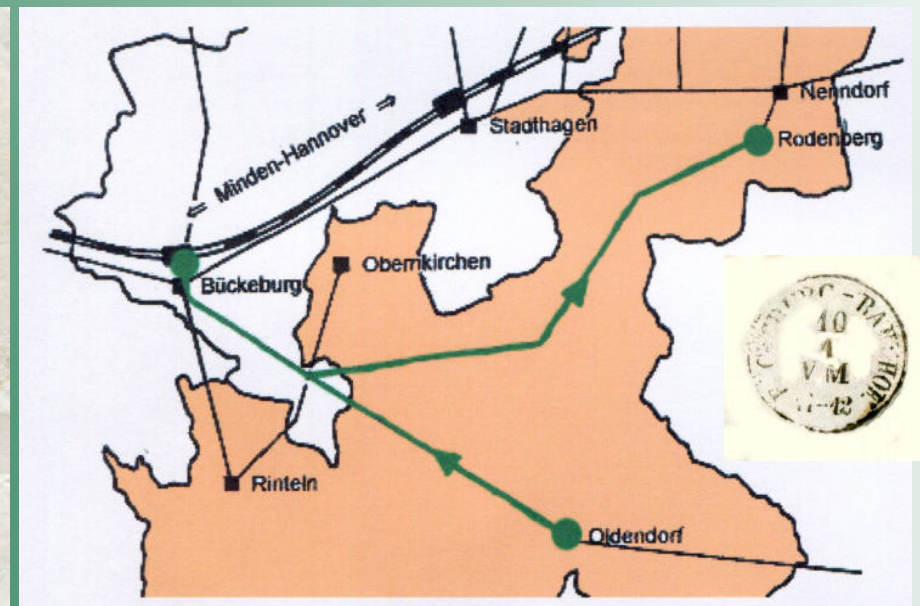 Nenndorf
Stadthagen
Rodenberg
⇐ Minden-Hannover ⇒
Obernkirchen
Bückeburg
10
1
VM
Rinteln
Oldendorf